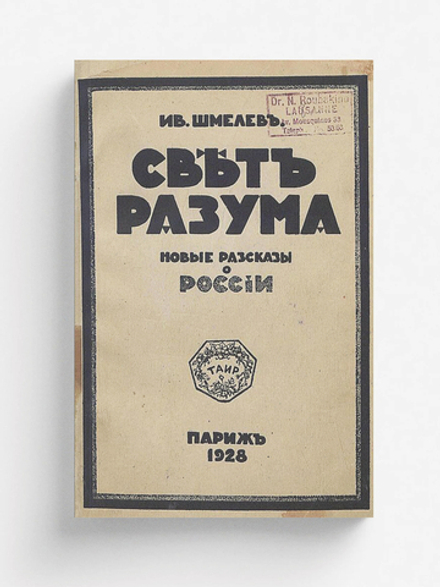 ИВ. ШМЕЛЕВЪ.
Dr. N. Roubakine
LAUSANNE
СВѢТЪ
РАЗУМА
НОВЫЕ РАЗСКАЗЫ
О
РОССІИ
ТАИР
ПАРИЖЪ
1928